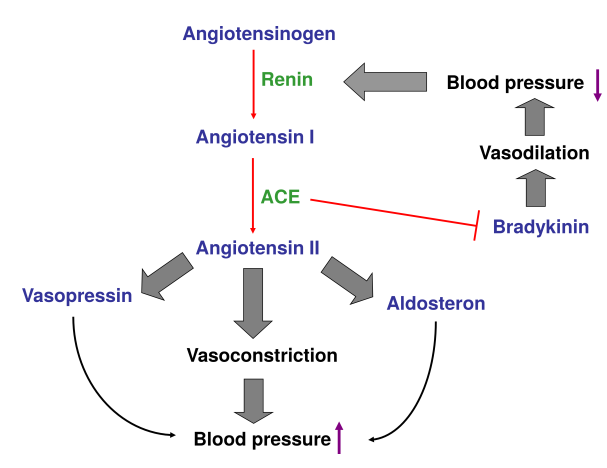 Angiotensinogen
Renin
Blood pressure
Angiotensin I
Vasodilation
ACE
Bradykinin
Angiotensin II
Vasopressin
Aldosteron
Vasoconstriction
Blood pressure